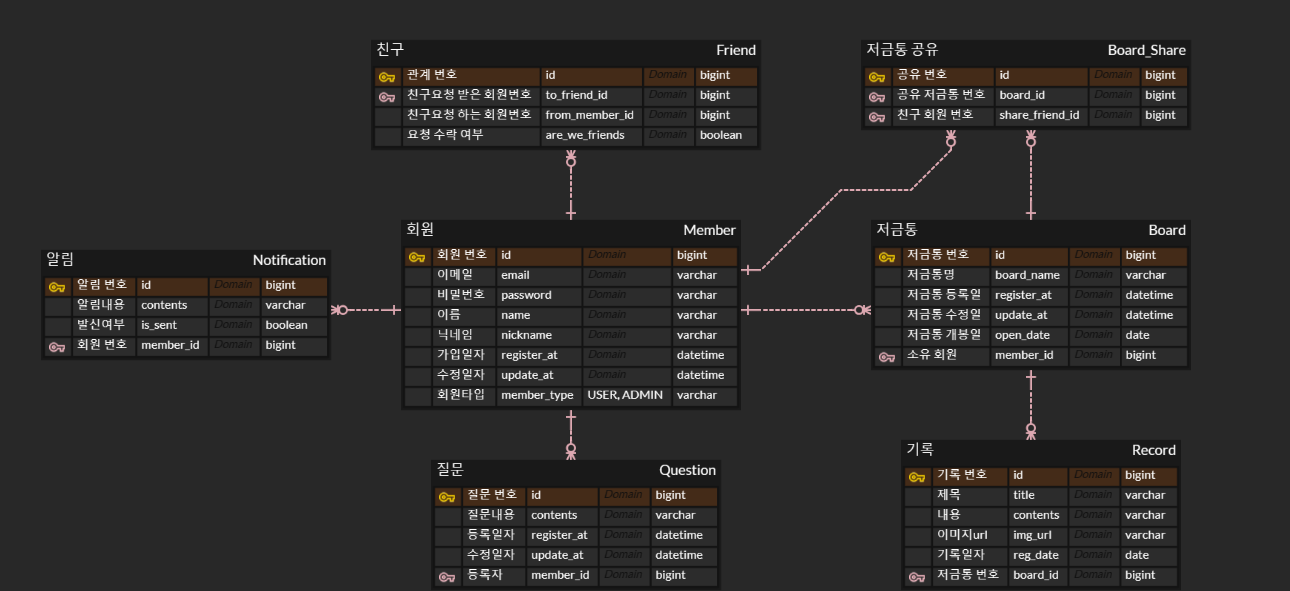 친구 Friend
관계 번호 id Domain bigint
친구요청 받은 회원번호 to_friend_id Domain bigint
친구요청 하는 회원번호 from_member_id Domain bigint
요청 수락 여부 are_we_friends Domain boolean
저금통 공유 Board_Share
공유 번호 id Domain bigint
공유 저금통 번호 board_id Domain bigint
친구 회원 번호 share_friend_id Domain bigint
알림 Notification
알림 번호 id Domain bigint
알림내용 contents Domain varchar
발신여부 is_sent Domain boolean
회원 번호 member_id Domain bigint
회원 Member
회원 번호 id Domain bigint
이메일 email Domain varchar
비밀번호 password Domain varchar
이름 name Domain varchar
닉네임 nickname Domain varchar
가입일자 register_at Domain datetime
수정일자 update_at Domain datetime
회원타입 member_type USER, ADMIN varchar
저금통 Board
저금통 번호 id Domain bigint
저금통명 board_name Domain varchar
저금통 등록일 register_at Domain datetime
저금통 수정일 update_at Domain datetime
저금통 개봉일 open_date Domain date
소유 회원 member_id Domain bigint
질문 Question
질문 번호 id Domain bigint
질문내용 contents Domain varchar
등록일자 register_at Domain datetime
수정일자 update_at Domain datetime
등록자 member_id Domain bigint
기록 Record
기록 번호 id Domain bigint
제목 title Domain varchar
내용 contents Domain varchar
이미지url img_url Domain varchar
기록일자 reg_date Domain date
저금통 번호 board_id Domain bigint